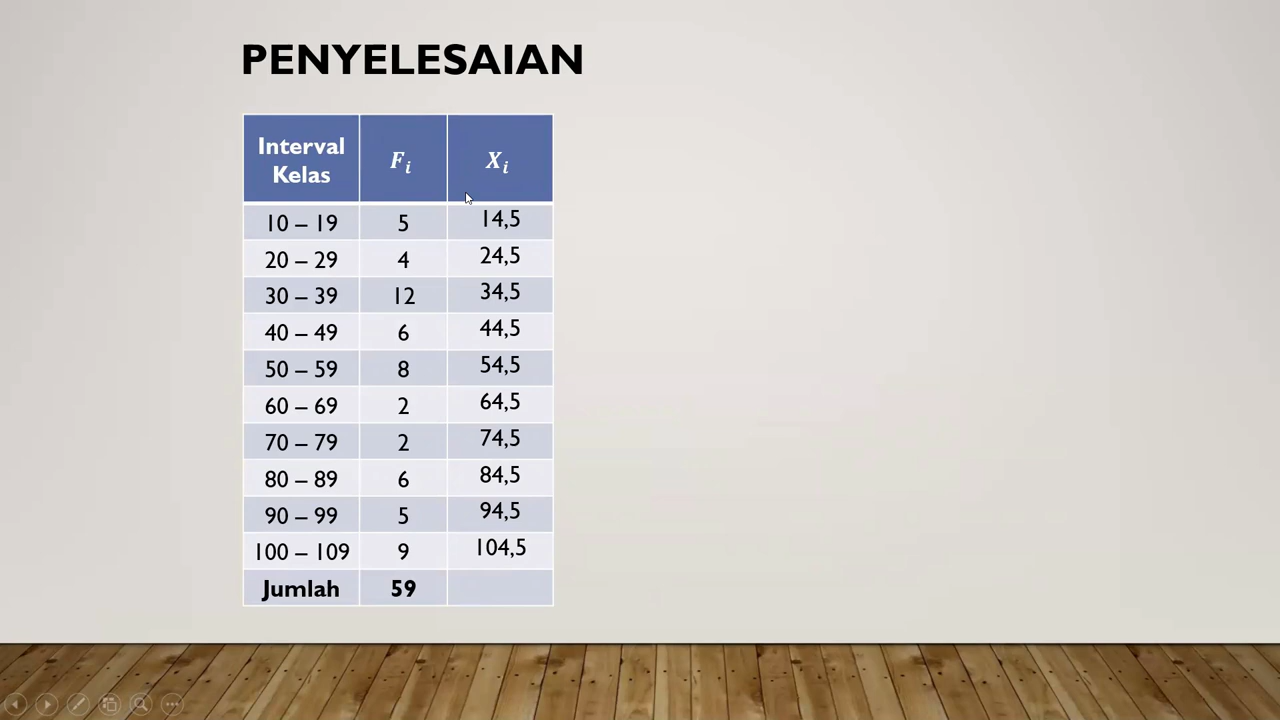 PENYELESAIAN
Interval Kelas F_i X_i
10 – 19 5 14,5
20 – 29 4 24,5
30 – 39 12 34,5
40 – 49 6 44,5
50 – 59 8 54,5
60 – 69 2 64,5
70 – 79 2 74,5
80 – 89 6 84,5
90 – 99 5 94,5
100 – 109 9 104,5
Jumlah 59